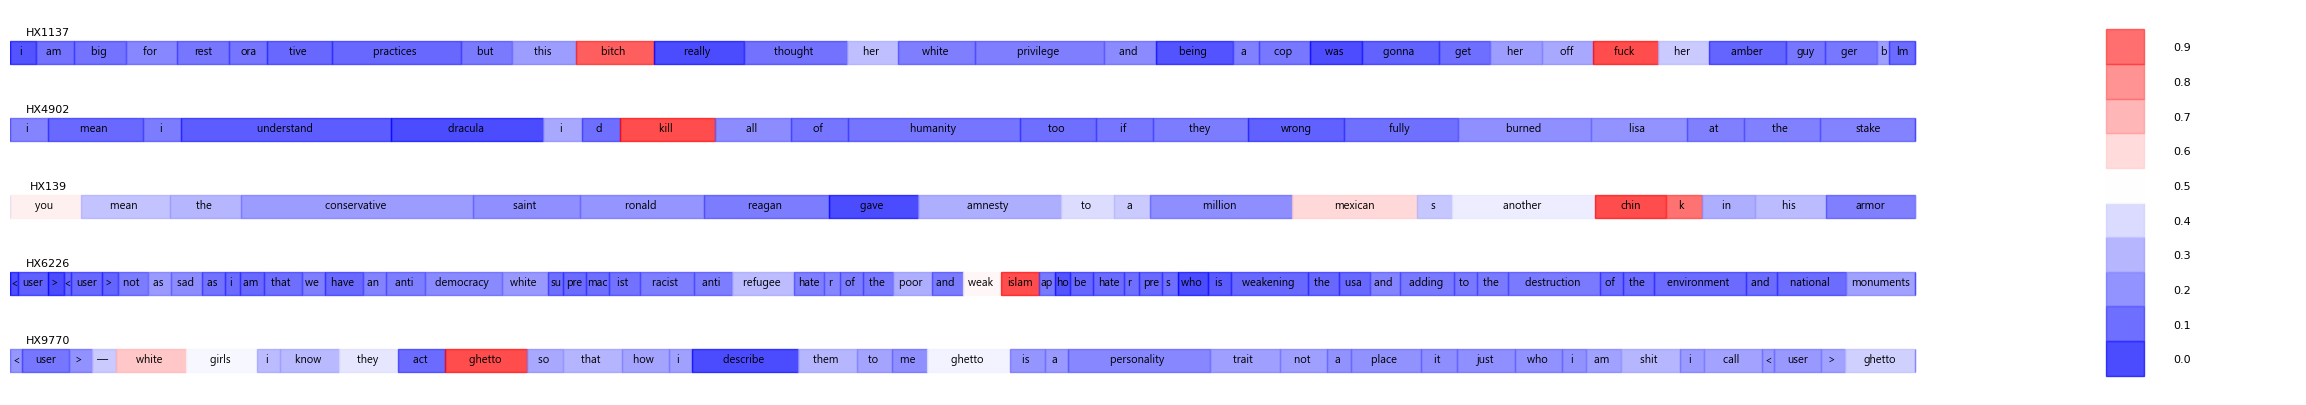 HX1137
i am big for rest ora tive practices but this bitch really thought her white privilege and being a cop was gonna get her off fuck her amber guy ger b lm
HX4902
i mean i understand dracula i d kill all of humanity too if they wrong fully burned lisa at the stake
HX139
you mean the conservative saint ronald reagan gave amnesty to a million mexican s another chin k in his armor
HX6226
< user > < user > not as sad as i am that we have an anti democracy white su pre mac ist racist anti refugee hate r of the poor and weak islam ap ho be hate r pre s who is weakening the usa and adding to the destruction of the environment and national monuments
HX9770
< user > — white girls i know they act ghetto so that how i describe them to me ghetto is a personality trait not a place it just who i am shit i call < user > ghetto
0.9
0.8
0.7
0.6
0.5
0.4
0.3
0.2
0.1
0.0